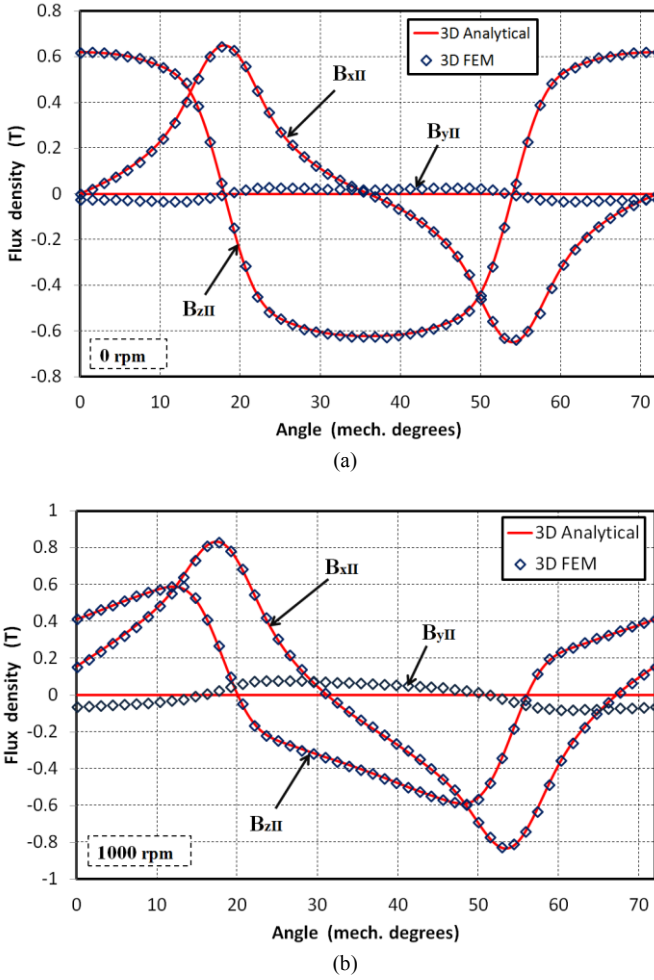 (a)
0.8
0.6
0.4
0.2
0
-0.2
-0.4
-0.6
-0.8
Flux density (T)
3D Analytical
3D FEM
BxII
ByII
BzII
0 rpm
0 10 20 30 40 50 60 70
Angle (mech. degrees)
(a)
1
0.8
0.6
0.4
0.2
0
-0.2
-0.4
-0.6
-0.8
-1
Flux density (T)
3D Analytical
3D FEM
BxII
ByII
BzII
1000 rpm
0 10 20 30 40 50 60 70
Angle (mech. degrees)
(b)